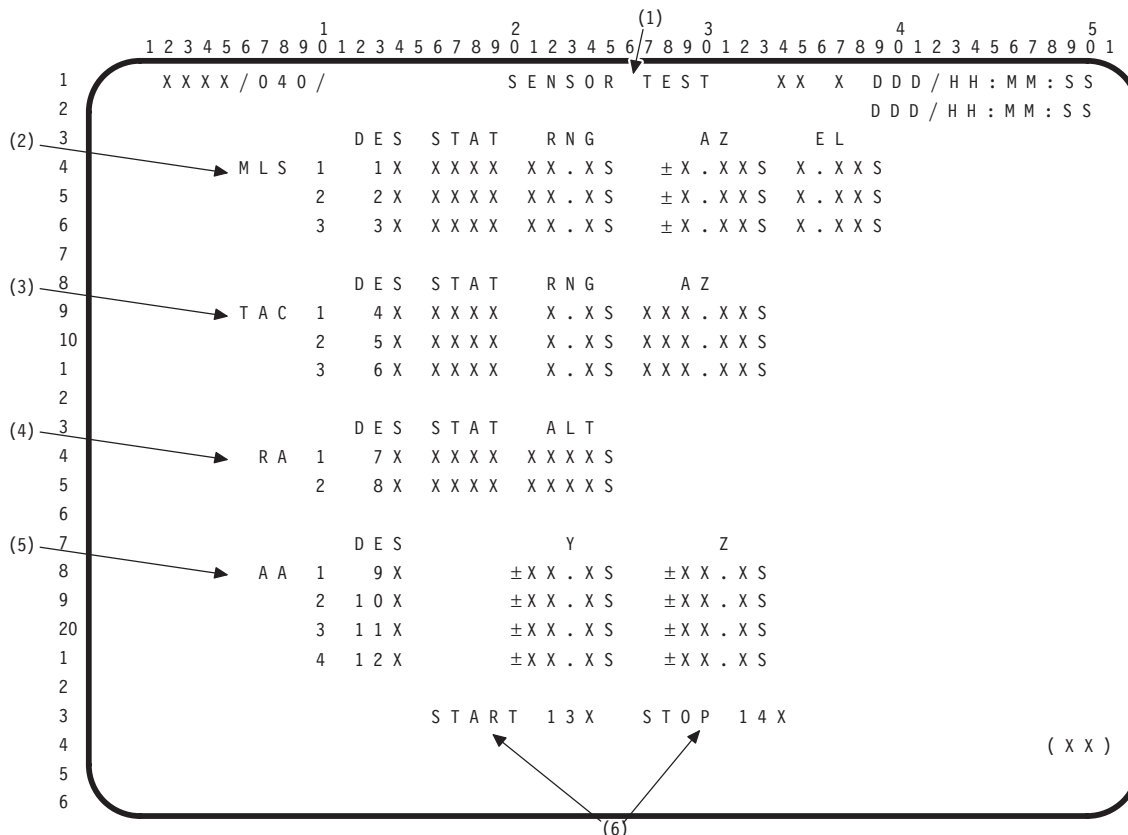 (1)
1 2 3 4
1 2 3 4 5 6 7 8 9 0 1 2 3 4 5 6 7 8 9 0 1 2 3 4 5 6 7 8 9 0 1 2 3 4 5 6 7 8 9 0 1 2 3 4 5 6 7 8 9 0 1
5
1 XXXX/040/ SENSOR TEST XX X DDD/HH:MM:SS
2 DDD/HH:MM:SS
3 DES STAT RNG AZ EL
(2) 4 MLS 1 1X XXXX XX.XS ±X.XXS X.XXS
5 2 2X XXXX XX.XS ±X.XXS X.XXS
6 3 3X XXXX XX.XS ±X.XXS X.XXS
7
8 DES STAT RNG AZ
(3) 9 TAC 1 4X XXXX X.XS XXX.XXS
10 2 5X XXXX X.XS XXX.XXS
1 3 6X XXXX X.XS XXX.XXS
2
3 DES STAT ALT
(4) 4 RA 1 7X XXXX XXXXS
5 2 8X XXXX XXXXS
6
7 DES Y Z
(5) 8 AA 1 9X ±XX.XS ±XX.XS
9 2 10X ±XX.XS ±XX.XS
20 3 11X ±XX.XS ±XX.XS
1 4 12X ±XX.XS ±XX.XS
2
3 START 13X STOP 14X
4 (XX)
5
6
(6)